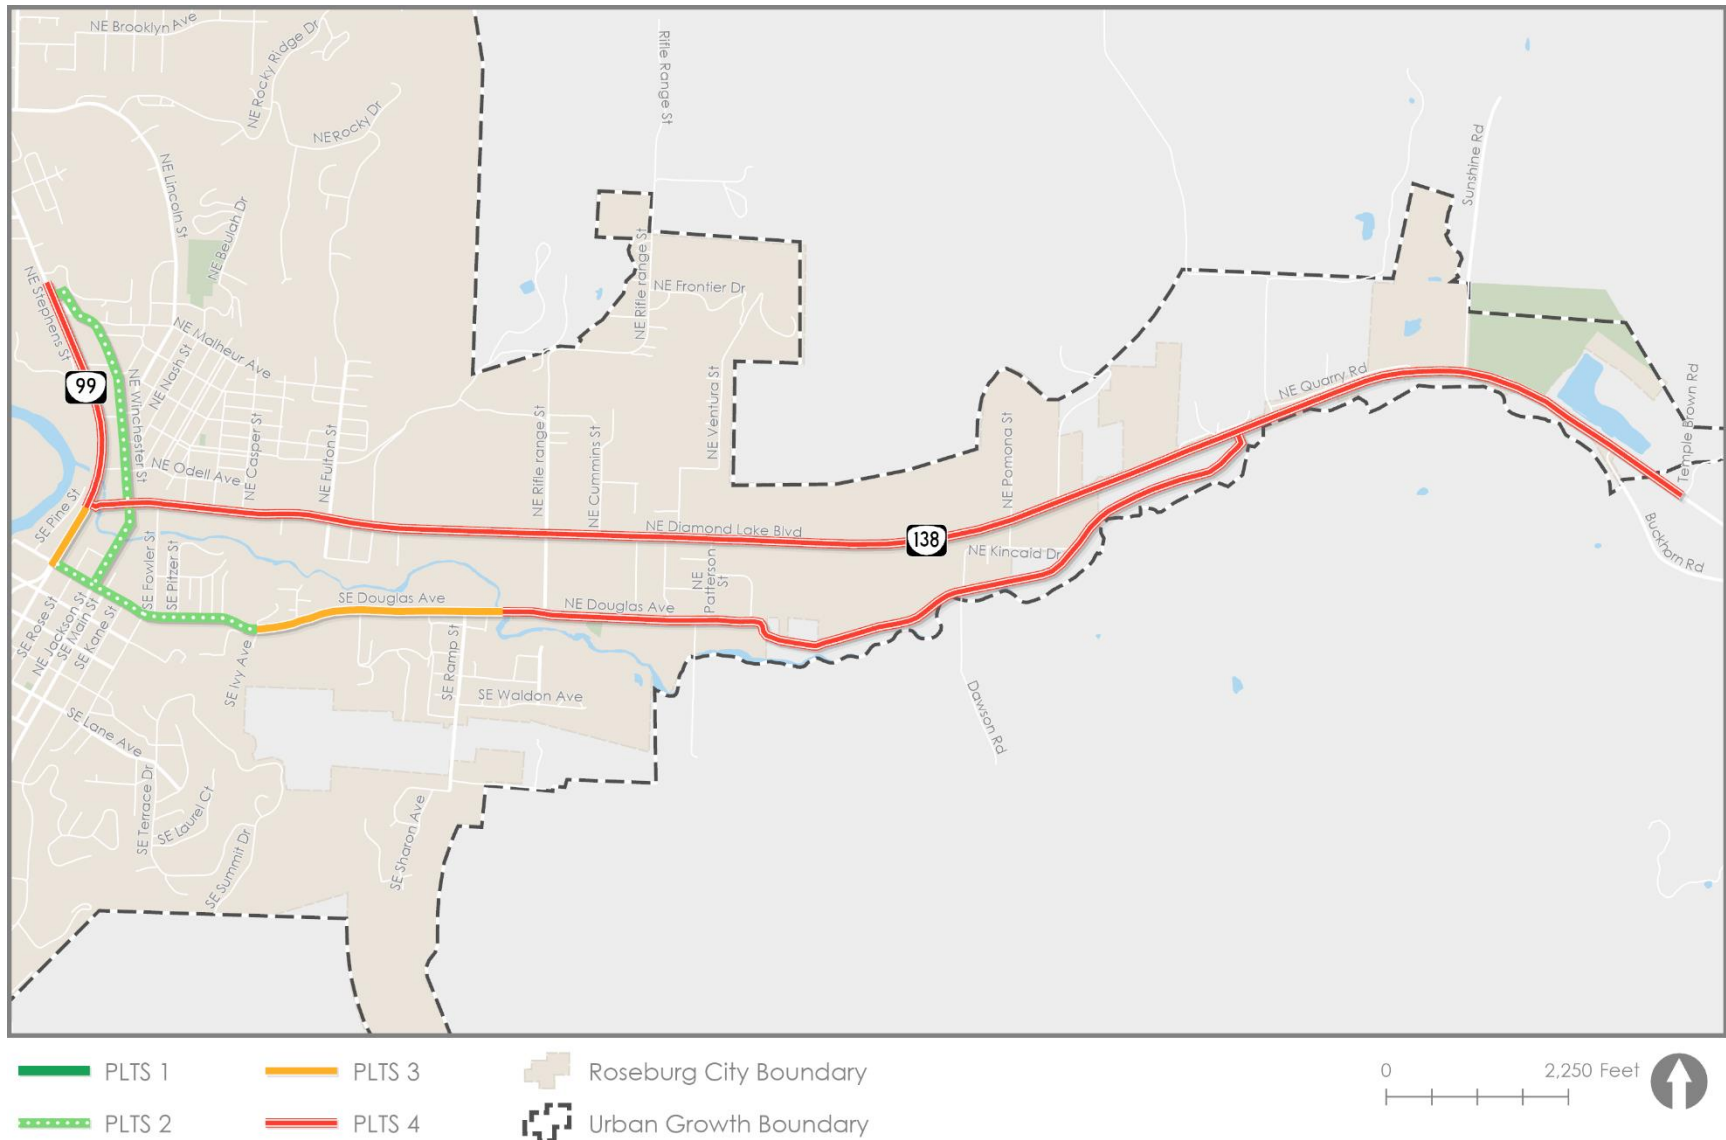 NE Brooklyn Ave
NE Rocky Ridge Dr
NE Rocky Dr
Rifle Range St
Sunshine Rd
NE Lincoln St
NE Beulah Dr
NE Stephens St
NE Rifle range St
NE Frontier Dr
NE Malheur Ave
NE Nash St
99
NE Winchester St
NE Ventura St
NE Quarry Rd
Temple Brown Rd
NE Casper St
NE Fulton St
NE Rifle range St
NE Cummins St
NE Pomona St
NE Odell Ave
SE Pine St
NE Diamond Lake Blvd
138
Buckhorn Rd
SE Fowler St
SE Pitzer St
NE Kincaid Dr
NE
Patterson
St
SE Douglas Ave
NE Douglas Ave
SE Rose St
NE Jackson St
SE Main St
SE Kane St
SE Ivy Ave
SE Ramp St
SE Waldon Ave
Dawson Rd
SE Lane Ave
SE Terrace Dr
SE Laurel Ct
SE Summit Dr
SE Sharon Ave
PLTS 1
PLTS 3
Roseburg City Boundary
0
2,250 Feet
PLTS 2
PLTS 4
Urban Growth Boundary